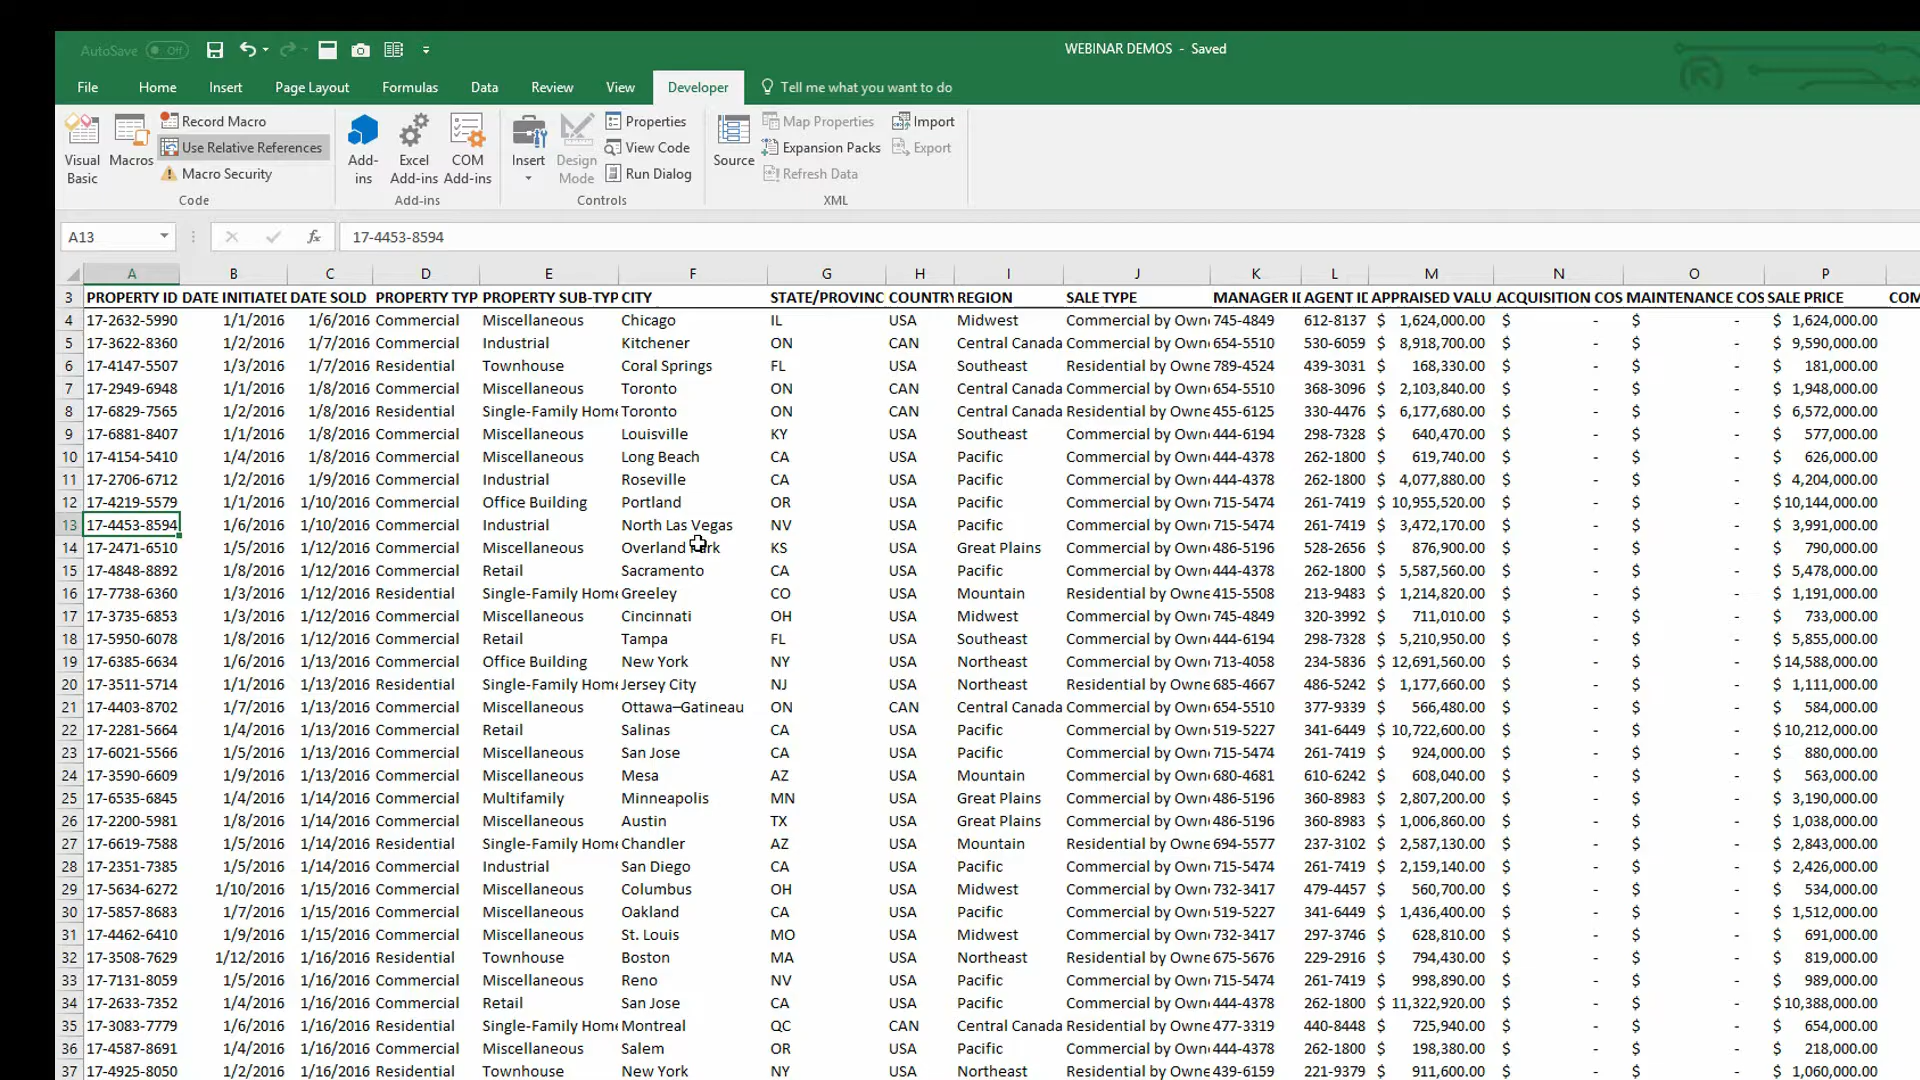 AutoSave Off WEBINAR DEMOS - Saved
File Home Insert Page Layout Formulas Data Review View Developer Tell me what you want to do
Visual Basic Macros Record Macro Use Relative References Macro Security Add-ins Excel Add-ins COM Add-ins Insert Design Mode Properties View Code Run Dialog Source Map Properties Expansion Packs Refresh Data Import Export
Code Add-ins Controls XML
A13 fx 17-4453-8594
A B C D E F G H I J K L M N O P
3 PROPERTY ID DATE INITIATED DATE SOLD PROPERTY TYP PROPERTY SUB-TYP CITY STATE/PROVINC COUNTRY REGION SALE TYPE MANAGER ID AGENT ID APPRAISED VALU ACQUISITION COS MAINTENANCE COS SALE PRICE COM
4 17-2632-5990 1/1/2016 1/6/2016 Commercial Miscellaneous Chicago IL USA Midwest Commercial by Own 745-4849 612-8137 $ 1,624,000.00 $ - $ - $ 1,624,000.00
5 17-3622-8360 1/2/2016 1/7/2016 Commercial Industrial Kitchener ON CAN Central Canada Commercial by Own 654-5510 530-6059 $ 8,918,700.00 $ - $ - $ 9,590,000.00
6 17-4147-5507 1/3/2016 1/7/2016 Residential Townhouse Coral Springs FL USA Southeast Residential by Owne 789-4524 439-3031 $ 168,330.00 $ - $ - $ 181,000.00
7 17-2949-6948 1/1/2016 1/8/2016 Commercial Miscellaneous Toronto ON CAN Central Canada Commercial by Own 654-5510 368-3096 $ 2,103,840.00 $ - $ - $ 1,948,000.00
8 17-6829-7565 1/2/2016 1/8/2016 Residential Single-Family Home Toronto ON CAN Central Canada Residential by Owne 455-6125 330-4476 $ 6,177,680.00 $ - $ - $ 6,572,000.00
9 17-6881-8407 1/1/2016 1/8/2016 Commercial Miscellaneous Louisville KY USA Southeast Commercial by Own 444-6194 298-7328 $ 640,470.00 $ - $ - $ 577,000.00
10 17-4154-5410 1/4/2016 1/8/2016 Commercial Miscellaneous Long Beach CA USA Pacific Commercial by Own 444-4378 262-1800 $ 619,740.00 $ - $ - $ 626,000.00
11 17-2706-6712 1/2/2016 1/9/2016 Commercial Industrial Roseville CA USA Pacific Commercial by Own 444-4378 262-1800 $ 4,077,880.00 $ - $ - $ 4,204,000.00
12 17-4219-5579 1/1/2016 1/10/2016 Commercial Office Building Portland OR USA Pacific Commercial by Own 715-5474 261-7419 $ 10,955,520.00 $ - $ - $ 10,144,000.00
13 17-4453-8594 1/6/2016 1/10/2016 Commercial Industrial North Las Vegas NV USA Pacific Commercial by Own 715-5474 261-7419 $ 3,472,170.00 $ - $ - $ 3,991,000.00
14 17-2471-6510 1/5/2016 1/12/2016 Commercial Miscellaneous Overland Park KS USA Great Plains Commercial by Own 486-5196 528-2656 $ 876,900.00 $ - $ - $ 790,000.00
15 17-4848-8892 1/8/2016 1/12/2016 Commercial Retail Sacramento CA USA Pacific Commercial by Own 444-4378 262-1800 $ 5,587,560.00 $ - $ - $ 5,478,000.00
16 17-7738-6360 1/3/2016 1/12/2016 Residential Single-Family Home Greeley CO USA Mountain Residential by Owne 415-5508 213-9483 $ 1,214,820.00 $ - $ - $ 1,191,000.00
17 17-3735-6853 1/3/2016 1/12/2016 Commercial Miscellaneous Cincinnati OH USA Midwest Commercial by Own 745-4849 320-3992 $ 711,010.00 $ - $ - $ 733,000.00
18 17-5950-6078 1/8/2016 1/12/2016 Commercial Retail Tampa FL USA Southeast Commercial by Own 444-6194 298-7328 $ 5,210,950.00 $ - $ - $ 5,855,000.00
19 17-6385-6634 1/6/2016 1/13/2016 Commercial Office Building New York NY USA Northeast Commercial by Own 713-4058 234-5836 $ 12,691,560.00 $ - $ - $ 14,588,000.00
20 17-3511-5714 1/1/2016 1/13/2016 Residential Single-Family Home Jersey City NJ USA Northeast Residential by Owne 685-4667 486-5242 $ 1,177,660.00 $ - $ - $ 1,111,000.00
21 17-4403-8702 1/7/2016 1/13/2016 Commercial Miscellaneous Ottawa–Gatineau ON CAN Central Canada Commercial by Own 654-5510 377-9339 $ 566,480.00 $ - $ - $ 584,000.00
22 17-2281-5664 1/4/2016 1/13/2016 Commercial Retail Salinas CA USA Pacific Commercial by Own 519-5227 341-6449 $ 10,722,600.00 $ - $ - $ 10,212,000.00
23 17-6021-5566 1/5/2016 1/13/2016 Commercial Miscellaneous San Jose CA USA Pacific Commercial by Own 715-5474 261-7419 $ 924,000.00 $ - $ - $ 880,000.00
24 17-3590-6609 1/9/2016 1/13/2016 Commercial Miscellaneous Mesa AZ USA Mountain Commercial by Own 680-4681 610-6242 $ 608,040.00 $ - $ - $ 563,000.00
25 17-6535-6845 1/4/2016 1/14/2016 Commercial Multifamily Minneapolis MN USA Great Plains Commercial by Own 486-5196 360-8983 $ 2,807,200.00 $ - $ - $ 3,190,000.00
26 17-2200-5981 1/8/2016 1/14/2016 Commercial Miscellaneous Austin TX USA Great Plains Commercial by Own 486-5196 360-8983 $ 1,006,860.00 $ - $ - $ 1,038,000.00
27 17-6619-7588 1/5/2016 1/14/2016 Residential Single-Family Home Chandler AZ USA Mountain Residential by Owne 694-5577 237-3102 $ 2,587,130.00 $ - $ - $ 2,843,000.00
28 17-2351-7385 1/5/2016 1/14/2016 Commercial Industrial San Diego CA USA Pacific Commercial by Own 715-5474 261-7419 $ 2,159,140.00 $ - $ - $ 2,426,000.00
29 17-5634-6272 1/10/2016 1/15/2016 Commercial Miscellaneous Columbus OH USA Midwest Commercial by Own 732-3417 479-4457 $ 560,700.00 $ - $ - $ 534,000.00
30 17-5857-8683 1/7/2016 1/15/2016 Commercial Miscellaneous Oakland CA USA Pacific Commercial by Own 519-5227 341-6449 $ 1,436,400.00 $ - $ - $ 1,512,000.00
31 17-4462-6410 1/9/2016 1/15/2016 Commercial Miscellaneous St. Louis MO USA Midwest Commercial by Own 732-3417 297-3746 $ 628,810.00 $ - $ - $ 691,000.00
32 17-3508-7629 1/12/2016 1/16/2016 Residential Townhouse Boston MA USA Northeast Residential by Owne 675-5676 229-2916 $ 794,430.00 $ - $ - $ 819,000.00
33 17-7131-8059 1/5/2016 1/16/2016 Commercial Miscellaneous Reno NV USA Pacific Commercial by Own 715-5474 261-7419 $ 998,890.00 $ - $ - $ 989,000.00
34 17-2633-7352 1/4/2016 1/16/2016 Commercial Retail San Jose CA USA Pacific Commercial by Own 444-4378 262-1800 $ 11,322,920.00 $ - $ - $ 10,388,000.00
35 17-3083-7779 1/6/2016 1/16/2016 Residential Single-Family Home Montreal QC CAN Central Canada Residential by Owne 477-3319 440-8448 $ 725,940.00 $ - $ - $ 654,000.00
36 17-4587-8691 1/4/2016 1/16/2016 Commercial Miscellaneous Salem OR USA Pacific Commercial by Own 444-4378 262-1800 $ 198,380.00 $ - $ - $ 218,000.00
37 17-4925-8050 1/2/2016 1/16/2016 Residential Townhouse New York NY USA Northeast Residential by Owne 439-6159 221-9379 $ 911,600.00 $ - $ - $ 1,060,000.00